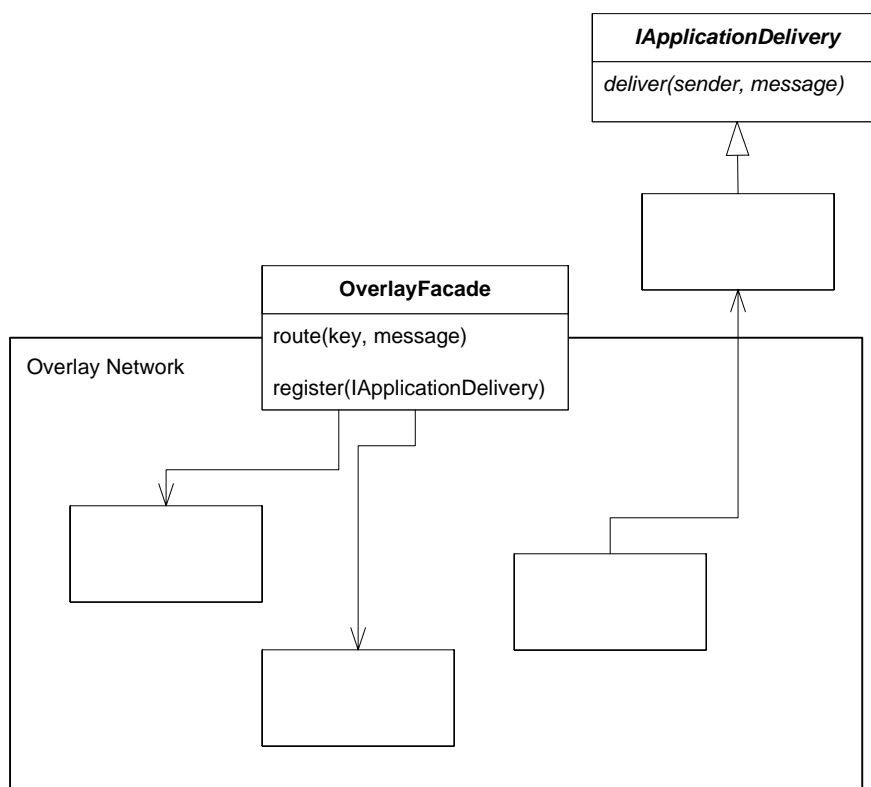 IApplicationDelivery
deliver(sender, message)
OverlayFacade
route(key, message)
register(IApplicationDelivery)
Overlay Network